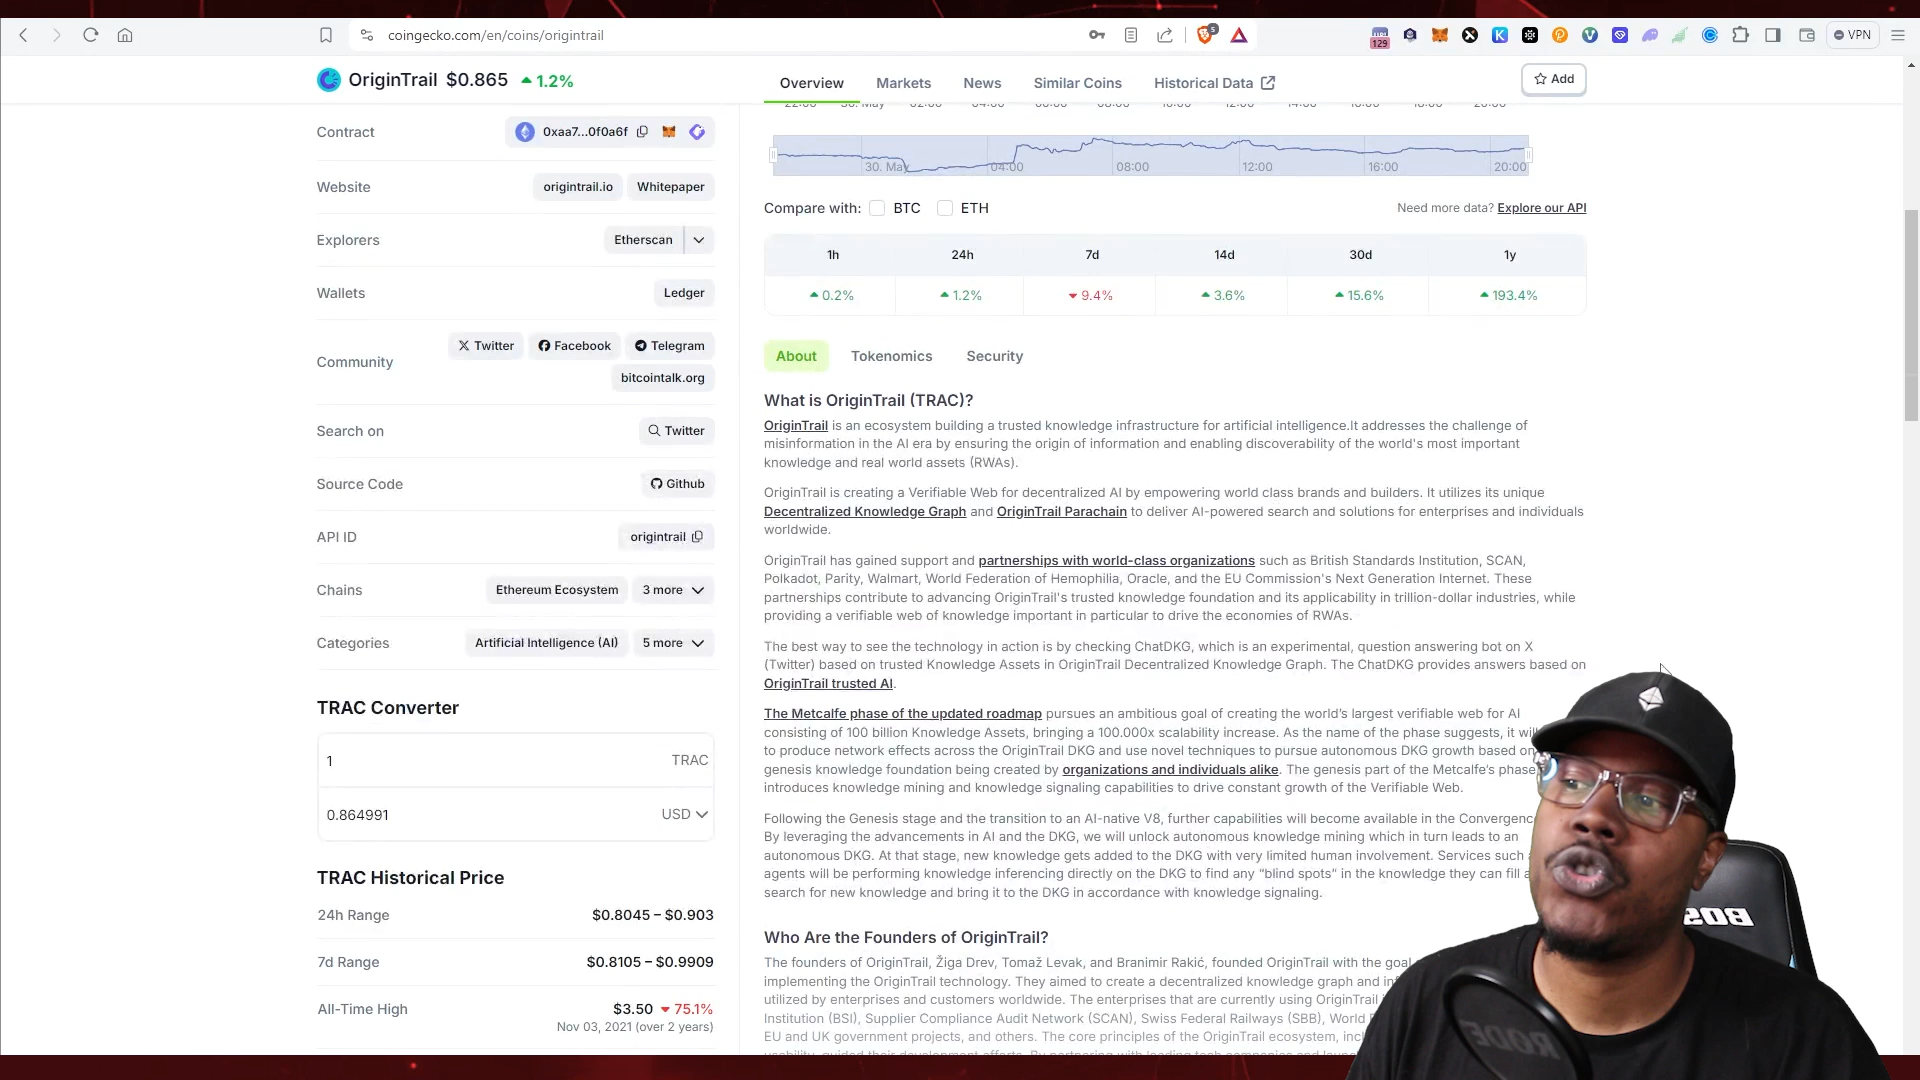 coingecko.com/en/coins/origintrail
5
129
VPN
OriginTrail $0.865 1.2%
Overview Markets News Similar Coins Historical Data
Add
Contract 0xaa7...0f0a6f
Website origintrail.io Whitepaper
Explorers Etherscan
Wallets Ledger
Community Twitter Facebook Telegram
bitcointalk.org
Search on Twitter
Source Code Github
API ID origintrail
Chains Ethereum Ecosystem 3 more
Categories Artificial Intelligence (AI) 5 more
TRAC Converter
1 TRAC
0.864991 USD
TRAC Historical Price
24h Range $0.8045 – $0.903
7d Range $0.8105 – $0.9909
All-Time High $3.50 75.1%
Nov 03, 2021 (over 2 years)
22:00 30. May 02:00 04:00 06:00 08:00 10:00 12:00 14:00 16:00 18:00 20:00
30. May 04:00 08:00 12:00 16:00 20:00
Compare with: BTC ETH
Need more data? Explore our API
1h 24h 7d 14d 30d 1y
0.2% 1.2% 9.4% 3.6% 15.6% 193.4%
About Tokenomics Security
What is OriginTrail (TRAC)?
OriginTrail is an ecosystem building a trusted knowledge infrastructure for artificial intelligence.It addresses the challenge of
misinformation in the AI era by ensuring the origin of information and enabling discoverability of the world's most important
knowledge and real world assets (RWAs).
OriginTrail is creating a Verifiable Web for decentralized AI by empowering world class brands and builders. It utilizes its unique
Decentralized Knowledge Graph and OriginTrail Parachain to deliver AI-powered search and solutions for enterprises and individuals
worldwide.
OriginTrail has gained support and partnerships with world-class organizations such as British Standards Institution, SCAN,
Polkadot, Parity, Walmart, World Federation of Hemophilia, Oracle, and the EU Commission's Next Generation Internet. These
partnerships contribute to advancing OriginTrail's trusted knowledge foundation and its applicability in trillion-dollar industries, while
providing a verifiable web of knowledge important in particular to drive the economies of RWAs.
The best way to see the technology in action is by checking ChatDKG, which is an experimental, question answering bot on X
(Twitter) based on trusted Knowledge Assets in OriginTrail Decentralized Knowledge Graph. The ChatDKG provides answers based on
OriginTrail trusted AI.
The Metcalfe phase of the updated roadmap pursues an ambitious goal of creating the world's largest verifiable web for AI
consisting of 100 billion Knowledge Assets, bringing a 100.000x scalability increase. As the name of the phase suggests, it will
to produce network effects across the OriginTrail DKG and use novel techniques to pursue autonomous DKG growth based on
genesis knowledge foundation being created by organizations and individuals alike. The genesis part of the Metcalfe's phase
introduces knowledge mining and knowledge signaling capabilities to drive constant growth of the Verifiable Web.
Following the Genesis stage and the transition to an AI-native V8, further capabilities will become available in the Convergence
By leveraging the advancements in AI and the DKG, we will unlock autonomous knowledge mining which in turn leads to an
autonomous DKG. At that stage, new knowledge gets added to the DKG with very limited human involvement. Services such
agents will be performing knowledge inferencing directly on the DKG to find any “blind spots” in the knowledge they can fill
search for new knowledge and bring it to the DKG in accordance with knowledge signaling.
Who Are the Founders of OriginTrail?
The founders of OriginTrail, Žiga Drev, Tomaž Levak, and Branimir Rakić, founded OriginTrail with the goal
implementing the OriginTrail technology. They aimed to create a decentralized knowledge graph and
utilized by enterprises and customers worldwide. The enterprises that are currently using OriginTrail
Institution (BSI), Supplier Compliance Audit Network (SCAN), Swiss Federal Railways (SBB), World
EU and UK government projects, and others. The core principles of the OriginTrail ecosystem,
RODE